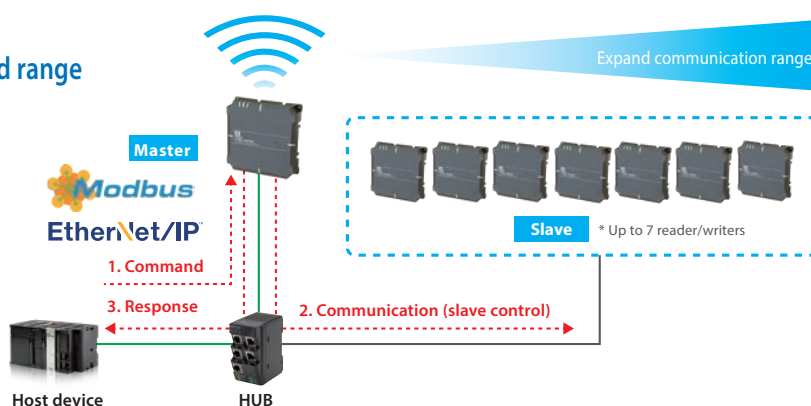 d range
Expand communication range
Master
Modbus
EtherNet/IP
Slave
* Up to 7 reader/writers
1. Command
3. Response
2. Communication (slave control)
Host device
HUB